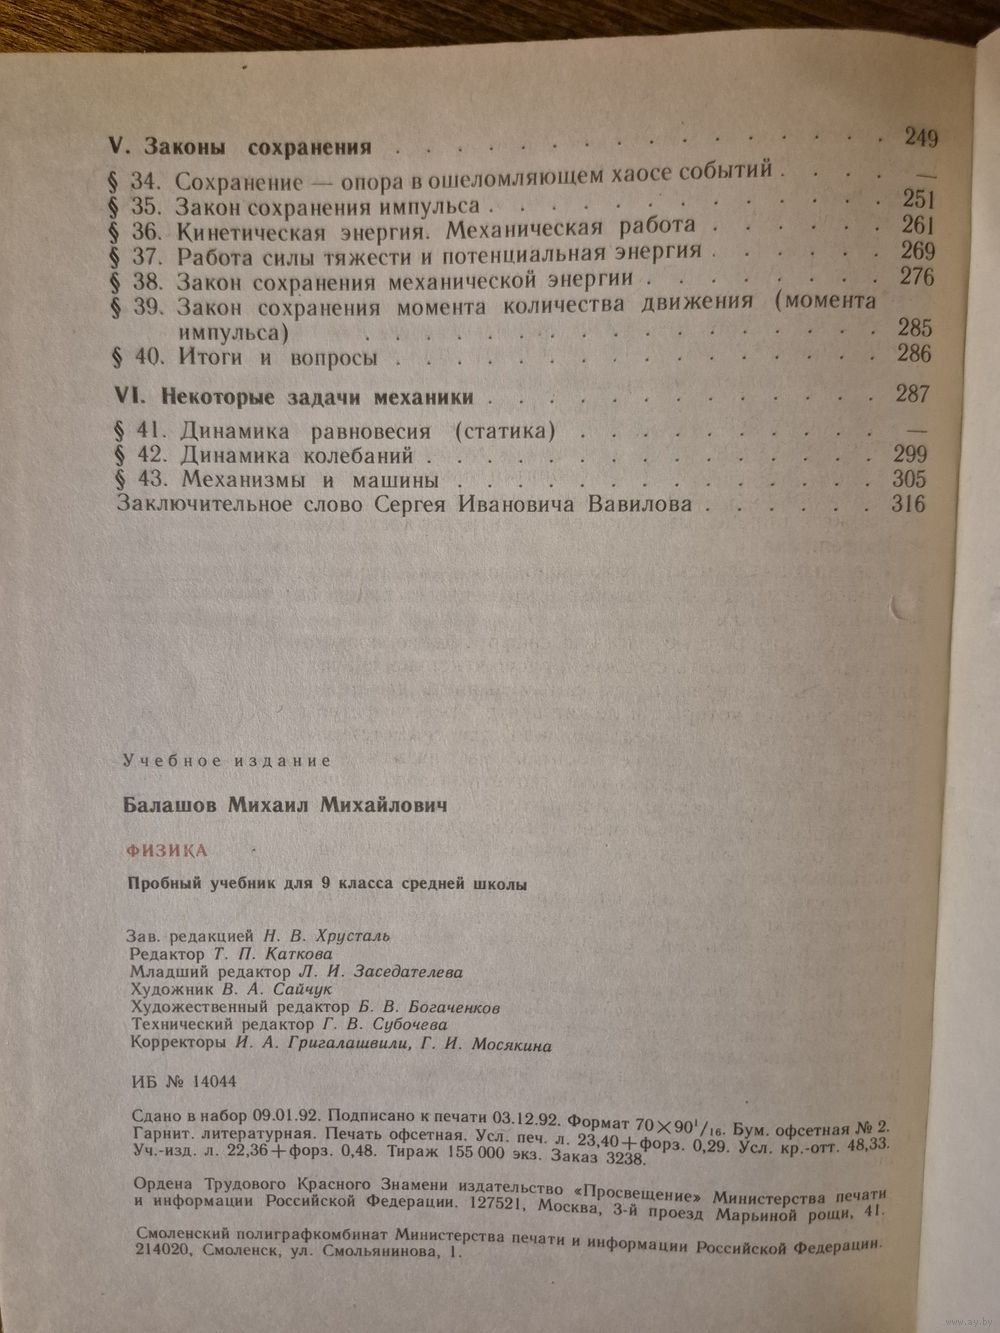 V. Законы сохранения . . . . . . . . . . . . . . . . 249
§ 34. Сохранение — опора в ошеломляющем хаосе событий . . . . —
§ 35. Закон сохранения импульса . . . . . . . . . . . . . 251
§ 36. Кинетическая энергия. Механическая работа . . . . . . 261
§ 37. Работа силы тяжести и потенциальная энергия . . . . . . 269
§ 38. Закон сохранения механической энергии . . . . . . . . 276
§ 39. Закон сохранения момента количества движения (момента
импульса) . . . . . . . . . . . . . . . . . 285
§ 40. Итоги и вопросы . . . . . . . . . . . . . . . . 286
VI. Некоторые задачи механики . . . . . . . . . . . . . 287
§ 41. Динамика равновесия (статика) . . . . . . . . . . —
§ 42. Динамика колебаний . . . . . . . . . . . . . . . 299
§ 43. Механизмы и машины . . . . . . . . . . . . . . 305
Заключительное слово Сергея Ивановича Вавилова . . . . . . 316
Учебное издание
Балашов Михаил Михайлович
ФИЗИКА
Пробный учебник для 9 класса средней школы
Зав. редакцией Н. В. Хрусталь
Редактор Т. П. Каткова
Младший редактор Л. И. Заседателева
Художник В. А. Сайчук
Художественный редактор Б. В. Богаченков
Технический редактор Г. В. Субочева
Корректоры И. А. Григалашвили, Г. И. Мосякина
ИБ № 14044
Сдано в набор 09.01.92. Подписано к печати 03.12.92. Формат 70×90¹/₁₆. Бум. офсетная № 2.
Гарнит. литературная. Печать офсетная. Усл. печ. л. 23,40+форз. 0,29. Усл. кр.-отт. 48,33.
Уч.-изд. л. 22,36+форз. 0,48. Тираж 155 000 экз. Заказ 3238.
Ордена Трудового Красного Знамени издательство «Просвещение» Министерства печати
и информации Российской Федерации. 127521, Москва, 3-й проезд Марьиной рощи, 41.
Смоленский полиграфкомбинат Министерства печати и информации Российской Федерации.
214020, Смоленск, ул. Смольянинова, 1.
www.ay.by